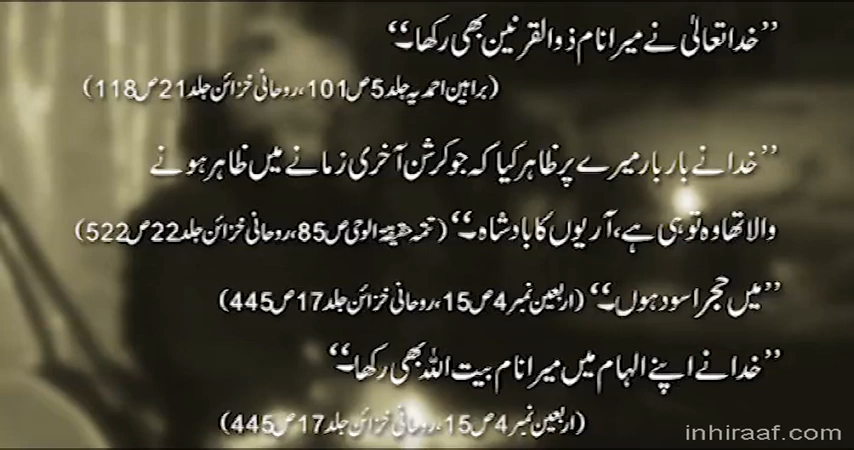 ”خدا تعالیٰ نے میرا نام ذوالقرنین بھی رکھا۔“
(براہین احمدیہ جلد 5 ص 101، روحانی خزائن جلد 21 ص 118)
”خدا نے بار بار میرے پر ظاہر کیا کہ جو کرشن آخری زمانے میں ظاہر ہونے
والا تھا وہ تو ہی ہے، آریوں کا بادشاہ۔“ (تتمہ حقیقۃ الوحی ص 85، روحانی خزائن جلد 22 ص 522)
”میں حجر اسود ہوں۔“ (اربعین نمبر 4 ص 15، روحانی خزائن جلد 17 ص 445)
”خدا نے اپنے الہام میں میرا نام بیت اللہ بھی رکھا۔“
(اربعین نمبر 4 ص 15، روحانی خزائن جلد 17 ص 445)
inhiraaf.com